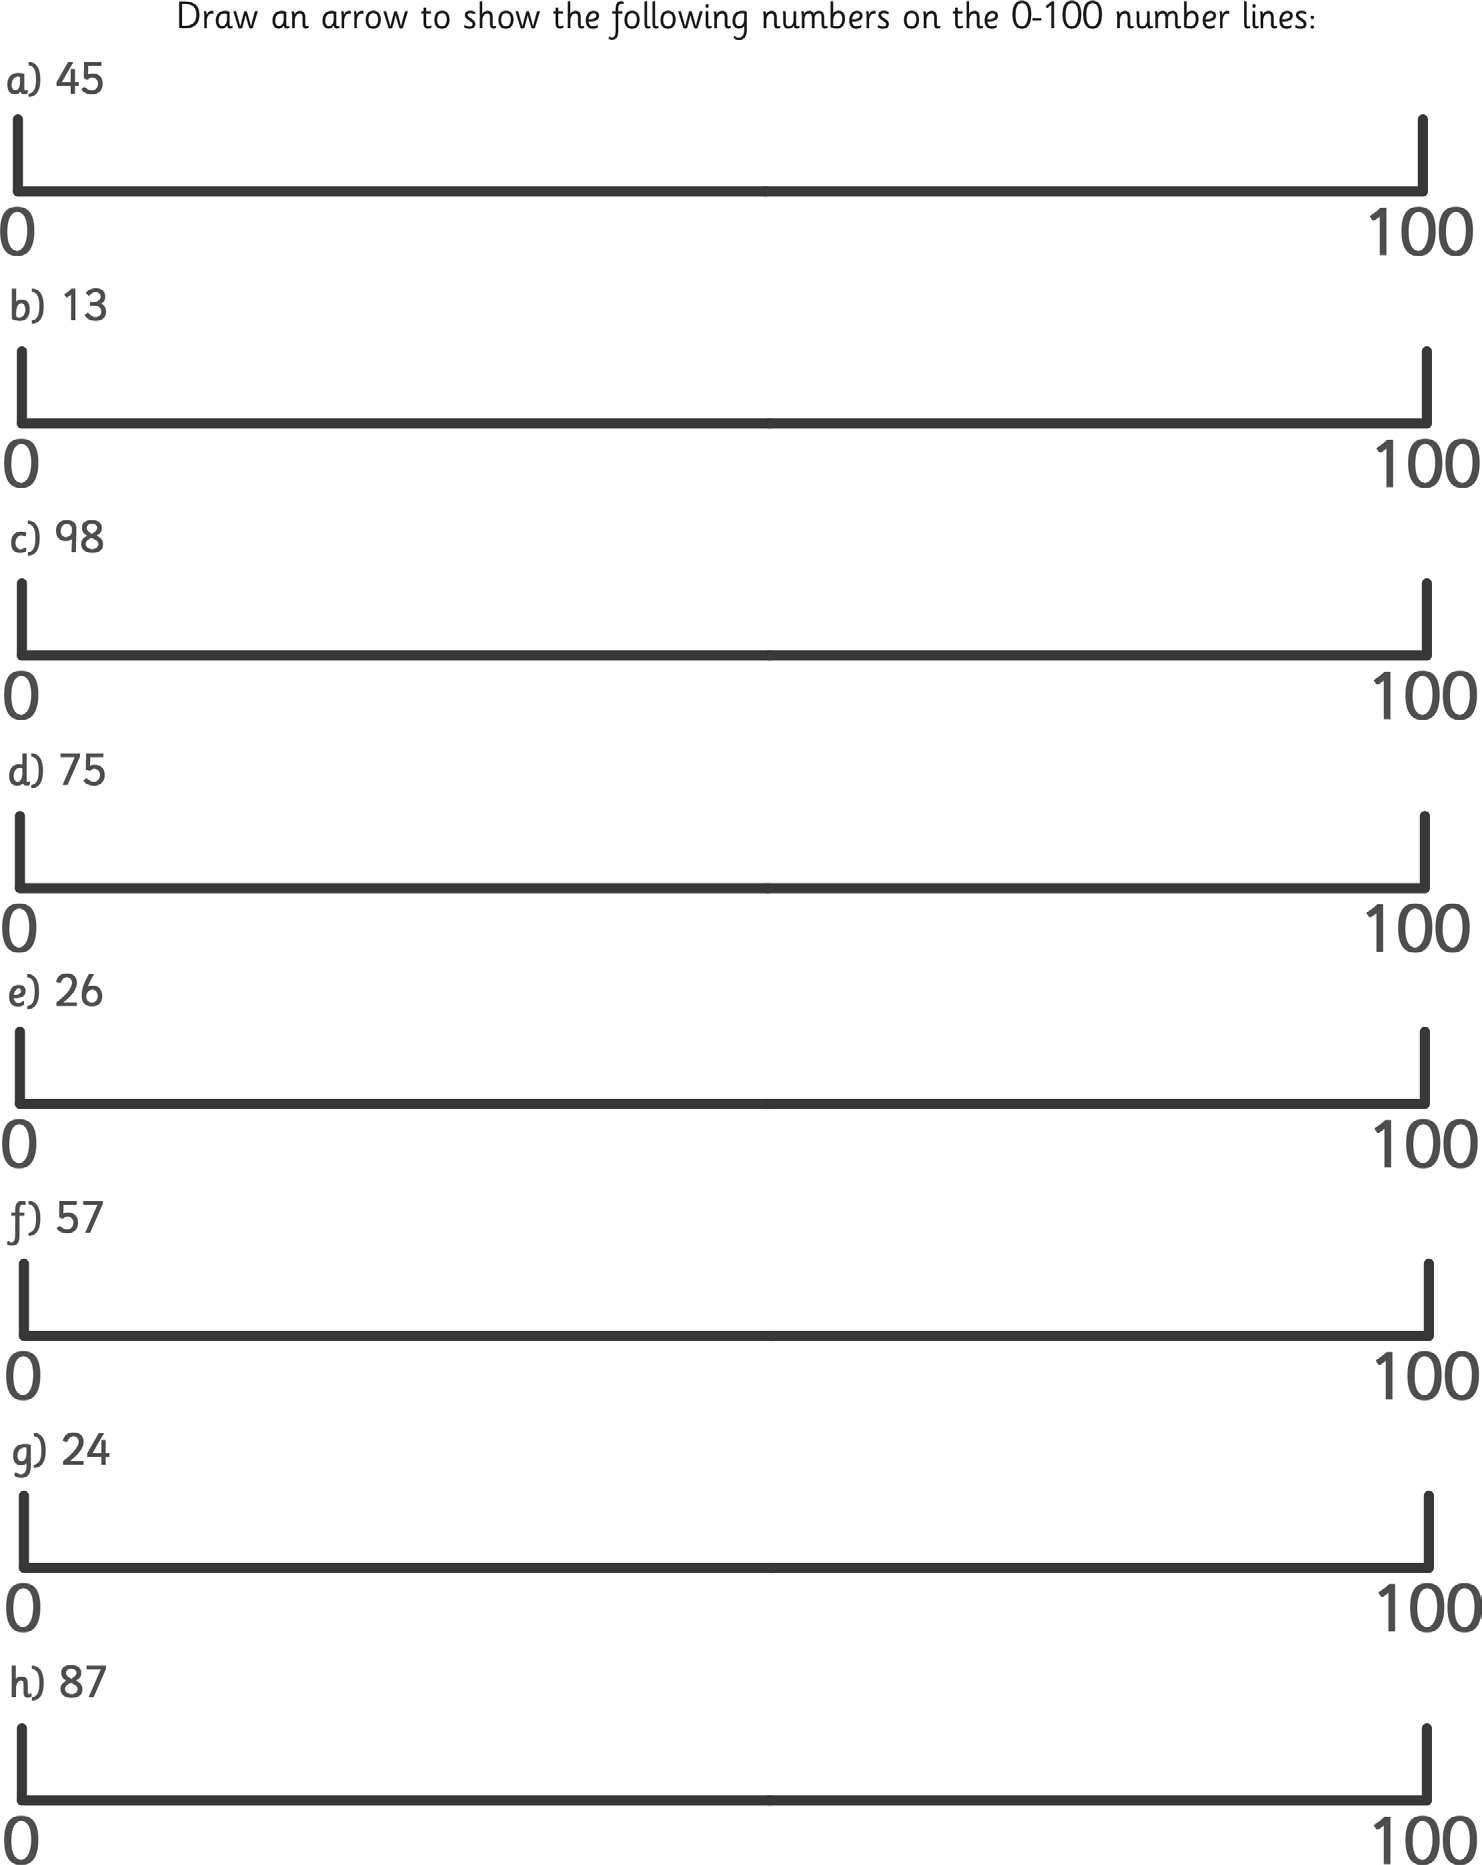 Draw an arrow to show the following numbers on the 0-100 number lines:
a) 45
0 100
b) 13
0 100
c) 98
0 100
d) 75
0 100
e) 26
0 100
f) 57
0 100
g) 24
0 100
h) 87
0 100